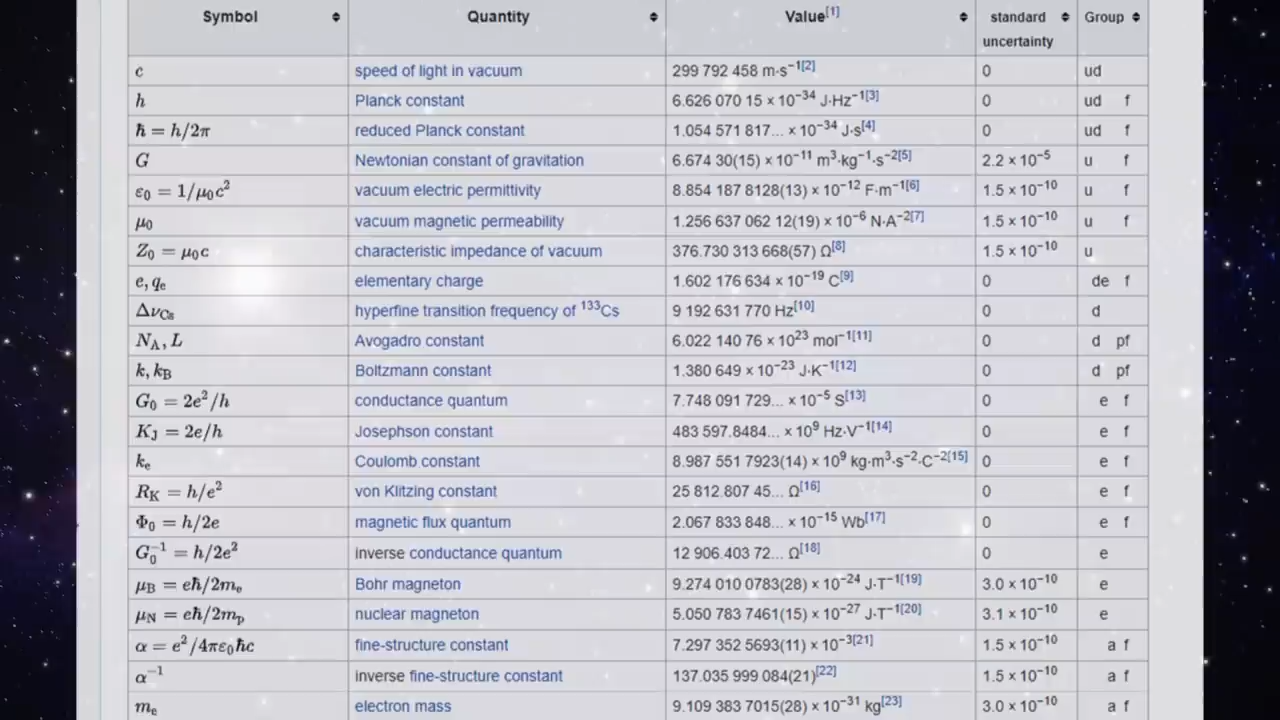 Symbol Quantity Value[1] standard uncertainty Group
c speed of light in vacuum 299 792 458 m⋅s⁻¹[2] 0 ud
h Planck constant 6.626 070 15 × 10⁻³⁴ J⋅Hz⁻¹[3] 0 ud f
ℏ = h/2π reduced Planck constant 1.054 571 817... × 10⁻³⁴ J⋅s[4] 0 ud f
G Newtonian constant of gravitation 6.674 30(15) × 10⁻¹¹ m³⋅kg⁻¹⋅s⁻²[5] 2.2 × 10⁻⁵ u f
ε₀ = 1/μ₀c² vacuum electric permittivity 8.854 187 8128(13) × 10⁻¹² F⋅m⁻¹[6] 1.5 × 10⁻¹⁰ u f
μ₀ vacuum magnetic permeability 1.256 637 062 12(19) × 10⁻⁶ N⋅A⁻²[7] 1.5 × 10⁻¹⁰ u f
Z₀ = μ₀c characteristic impedance of vacuum 376.730 313 668(57) Ω[8] 1.5 × 10⁻¹⁰ u
e, qₑ elementary charge 1.602 176 634 × 10⁻¹⁹ C[9] 0 de f
Δν_Cs hyperfine transition frequency of ¹³³Cs 9 192 631 770 Hz[10] 0 d
N_A, L Avogadro constant 6.022 140 76 × 10²³ mol⁻¹[11] 0 d pf
k, k_B Boltzmann constant 1.380 649 × 10⁻²³ J⋅K⁻¹[12] 0 d pf
G₀ = 2e²/h conductance quantum 7.748 091 729... × 10⁻⁵ S[13] 0 e f
K_J = 2e/h Josephson constant 483 597.8484... × 10⁹ Hz⋅V⁻¹[14] 0 e f
kₑ Coulomb constant 8.987 551 7923(14) × 10⁹ kg⋅m³⋅s⁻²⋅C⁻²[15] 0 e f
R_K = h/e² von Klitzing constant 25 812.807 45... Ω[16] 0 e f
Φ₀ = h/2e magnetic flux quantum 2.067 833 848... × 10⁻¹⁵ Wb[17] 0 e f
G₀⁻¹ = h/2e² inverse conductance quantum 12 906.403 72... Ω[18] 0 e
μ_B = eℏ/2mₑ Bohr magneton 9.274 010 0783(28) × 10⁻²⁴ J⋅T⁻¹[19] 3.0 × 10⁻¹⁰ e
μ_N = eℏ/2m_p nuclear magneton 5.050 783 7461(15) × 10⁻²⁷ J⋅T⁻¹[20] 3.1 × 10⁻¹⁰ e
α = e²/4πε₀ℏc fine-structure constant 7.297 352 5693(11) × 10⁻³[21] 1.5 × 10⁻¹⁰ a f
α⁻¹ inverse fine-structure constant 137.035 999 084(21)[22] 1.5 × 10⁻¹⁰ a f
mₑ electron mass 9.109 383 7015(28) × 10⁻³¹ kg[23] 3.0 × 10⁻¹⁰ a f